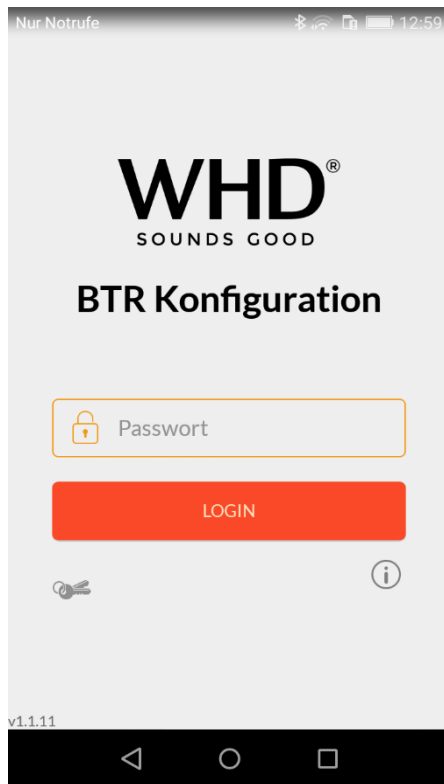 Nur Notrufe 12:59
WHD®
SOUNDS GOOD
BTR Konfiguration
Passwort
LOGIN
v1.1.11